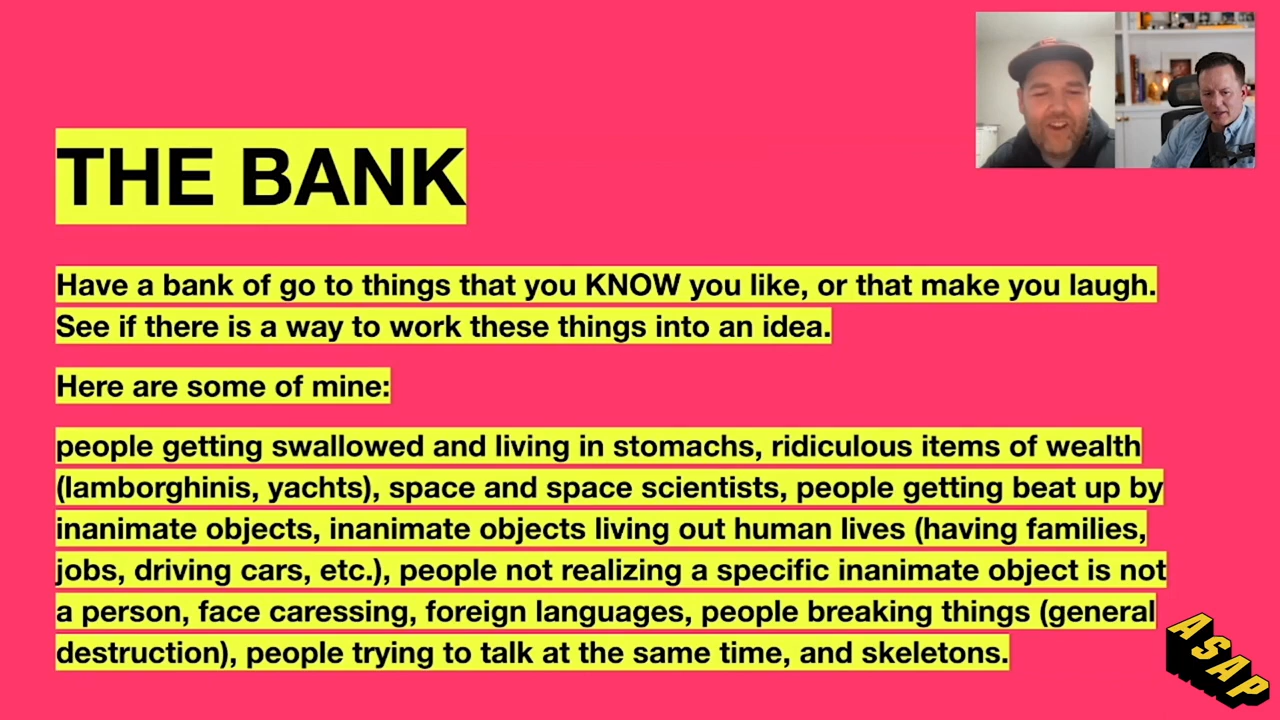 THE BANK
Have a bank of go to things that you KNOW you like, or that make you laugh.
See if there is a way to work these things into an idea.
Here are some of mine:
people getting swallowed and living in stomachs, ridiculous items of wealth
(lamborghinis, yachts), space and space scientists, people getting beat up by
inanimate objects, inanimate objects living out human lives (having families,
jobs, driving cars, etc.), people not realizing a specific inanimate object is not
a person, face caressing, foreign languages, people breaking things (general
destruction), people trying to talk at the same time, and skeletons.
ASAP